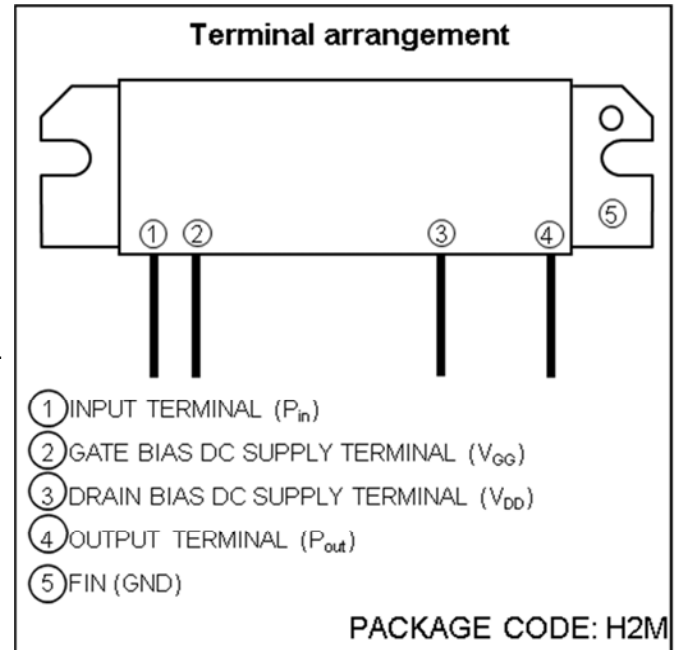 Terminal arrangement
⑤
① ② ③ ④
①INPUT TERMINAL (Pin)
②GATE BIAS DC SUPPLY TERMINAL (VGG)
③DRAIN BIAS DC SUPPLY TERMINAL (VDD)
④OUTPUT TERMINAL (Pout)
⑤FIN (GND)
PACKAGE CODE: H2M